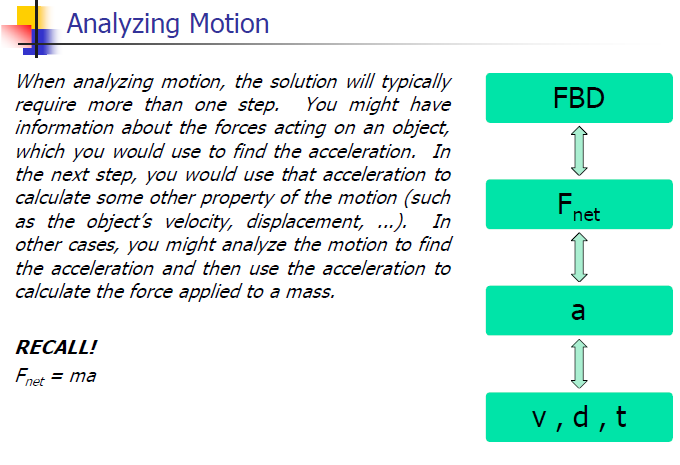 Analyzing Motion
When analyzing motion, the solution will typically
require more than one step. You might have
information about the forces acting on an object,
which you would use to find the acceleration. In
the next step, you would use that acceleration to
calculate some other property of the motion (such
as the object's velocity, displacement, ...). In
other cases, you might analyze the motion to find
the acceleration and then use the acceleration to
calculate the force applied to a mass.
RECALL!
Fnet = ma
FBD
Fnet
a
v , d , t